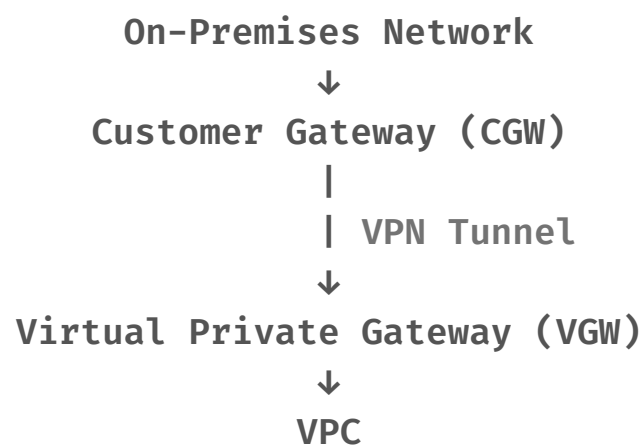 On-Premises Network
↓
Customer Gateway (CGW)
|
| VPN Tunnel
↓
Virtual Private Gateway (VGW)
↓
VPC